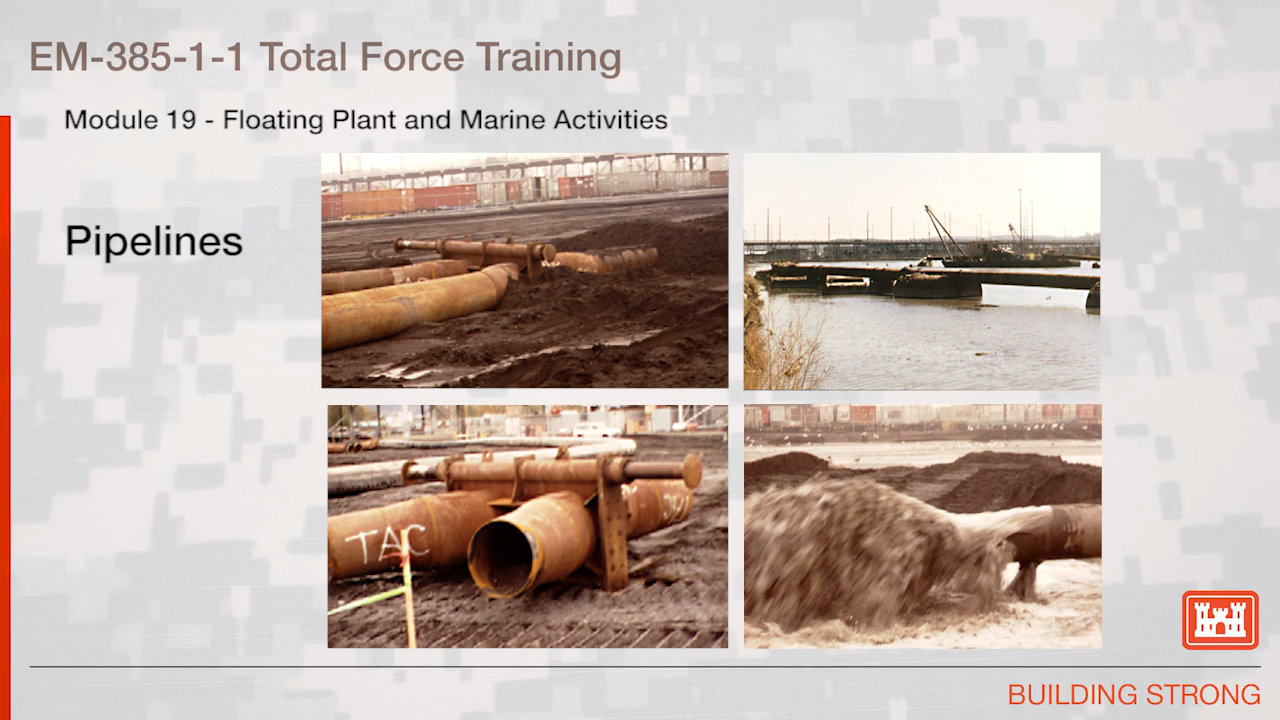 EM-385-1-1 Total Force Training
Module 19 - Floating Plant and Marine Activities
Pipelines
TAC
BUILDING STRONG